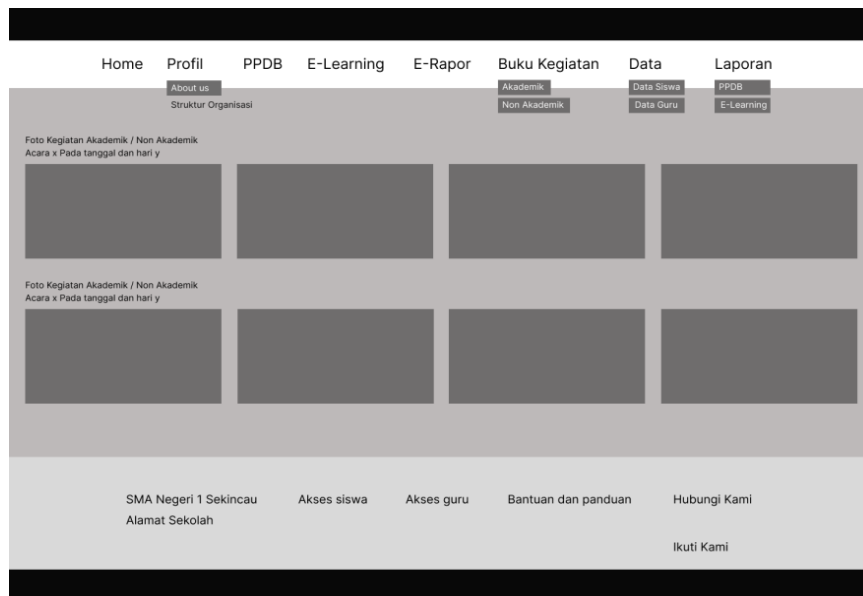 Home Profil PPDB E-Learning E-Rapor Buku Kegiatan Data Laporan
About us Akademik Data Siswa PPDB
Struktur Organisasi Non Akademik Data Guru E-Learning
Foto Kegiatan Akademik / Non Akademik
Acara x Pada tanggal dan hari y
Foto Kegiatan Akademik / Non Akademik
Acara x Pada tanggal dan hari y
SMA Negeri 1 Sekincau Akses siswa Akses guru Bantuan dan panduan Hubungi Kami
Alamat Sekolah
Ikuti Kami